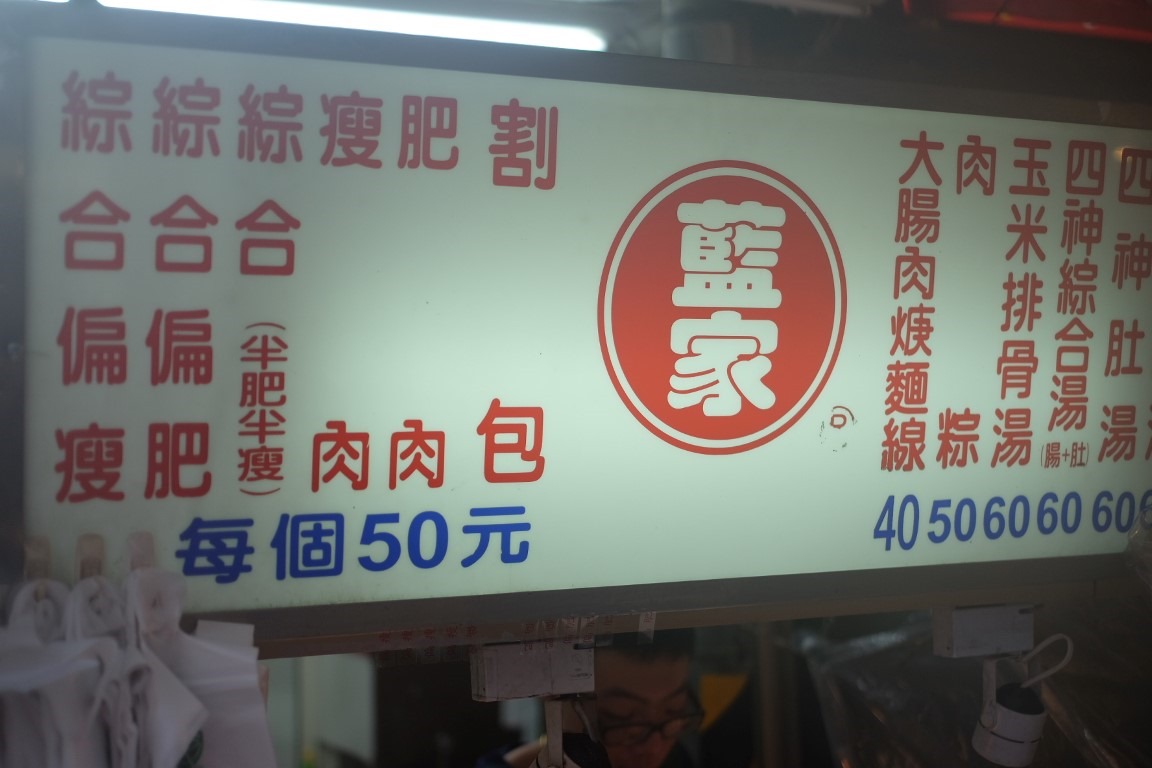 四神肚湯 60
四神綜合湯(腸+肚) 60
玉米排骨湯 60
肉粽 50
大腸肉焿麵線 40
藍家
割包
肥肉
瘦肉
綜合(半肥半瘦)
綜合偏肥
綜合偏瘦
每個50元